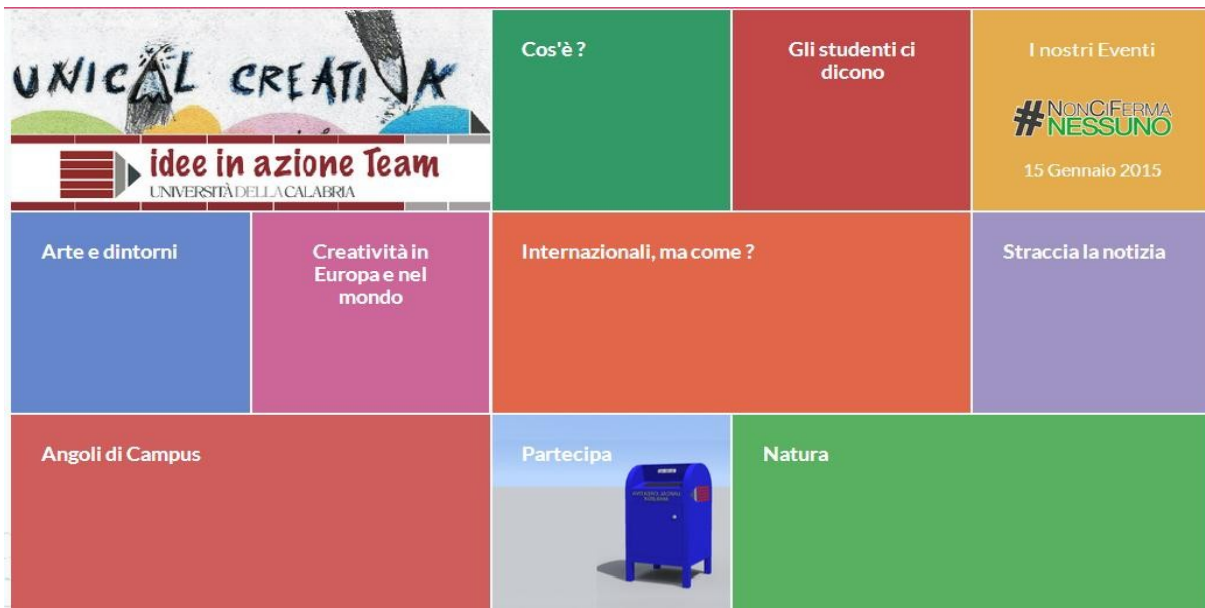 UNICAL CREATIVA
idee in azione Team
UNIVERSITÀ DELLA CALABRIA
Cos'è ?
Gli studenti ci
dicono
I nostri Eventi
#NONCIFERMA
NESSUNO
15 Gennaio 2015
Arte e dintorni
Creatività in
Europa e nel
mondo
Internazionali, ma come ?
Straccia la notizia
Angoli di Campus
Partecipa
Natura